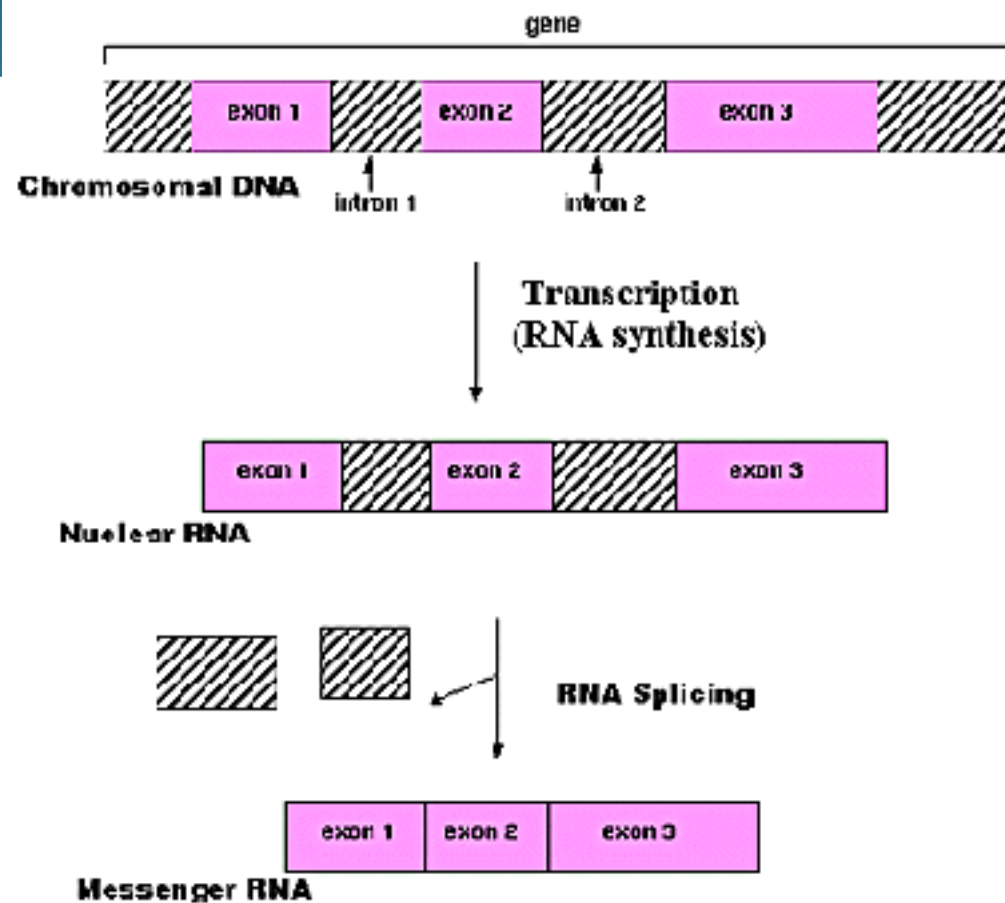 gene
exon 1 exon 2 exon 3
Chromosomal DNA
intron 1 intron 2
Transcription
(RNA synthesis)
exon 1 exon 2 exon 3
Nuclear RNA
RNA Splicing
exon 1 exon 2 exon 3
Messenger RNA